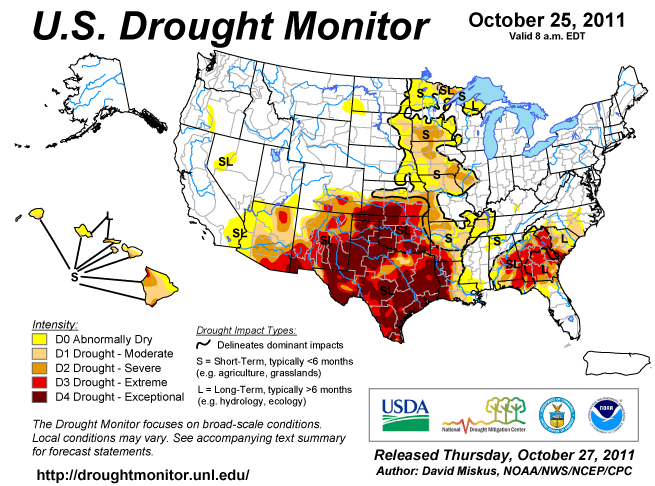 U.S. Drought Monitor
October 25, 2011
Valid 8 a.m. EDT
S
SL
S
S
L
S
SL
S
SL
SL
SL
S
L
S
S
SL
L
L
SL
S
Intensity:
D0 Abnormally Dry
D1 Drought - Moderate
D2 Drought - Severe
D3 Drought - Extreme
D4 Drought - Exceptional
Drought Impact Types:
Delineates dominant impacts
S = Short-Term, typically <6 months
(e.g. agriculture, grasslands)
L = Long-Term, typically >6 months
(e.g. hydrology, ecology)
The Drought Monitor focuses on broad-scale conditions.
Local conditions may vary. See accompanying text summary
for forecast statements.
http://droughtmonitor.unl.edu/
USDA
National Drought Mitigation Center
NOAA
Released Thursday, October 27, 2011
Author: David Miskus, NOAA/NWS/NCEP/CPC